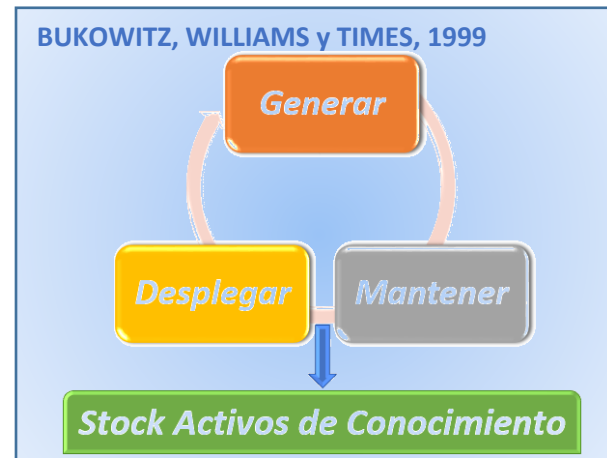 BUKOWITZ, WILLIAMS y TIMES, 1999
Generar
Desplegar
Mantener
Stock Activos de Conocimiento